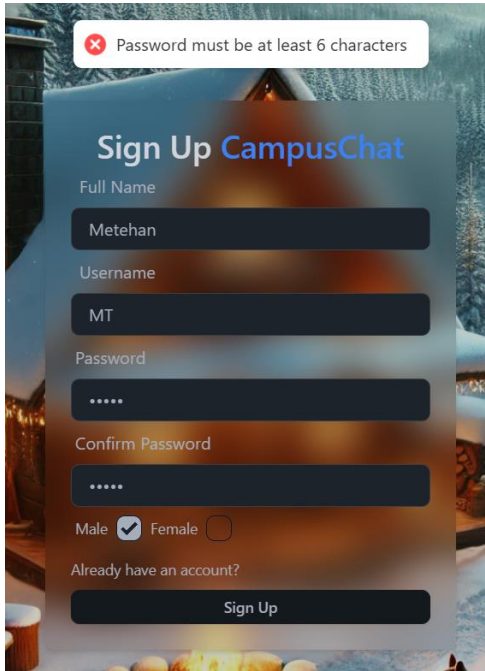 Password must be at least 6 characters
Sign Up CampusChat
Full Name
Metehan
Username
MT
Password
•••••
Confirm Password
•••••
Male Female
Already have an account?
Sign Up